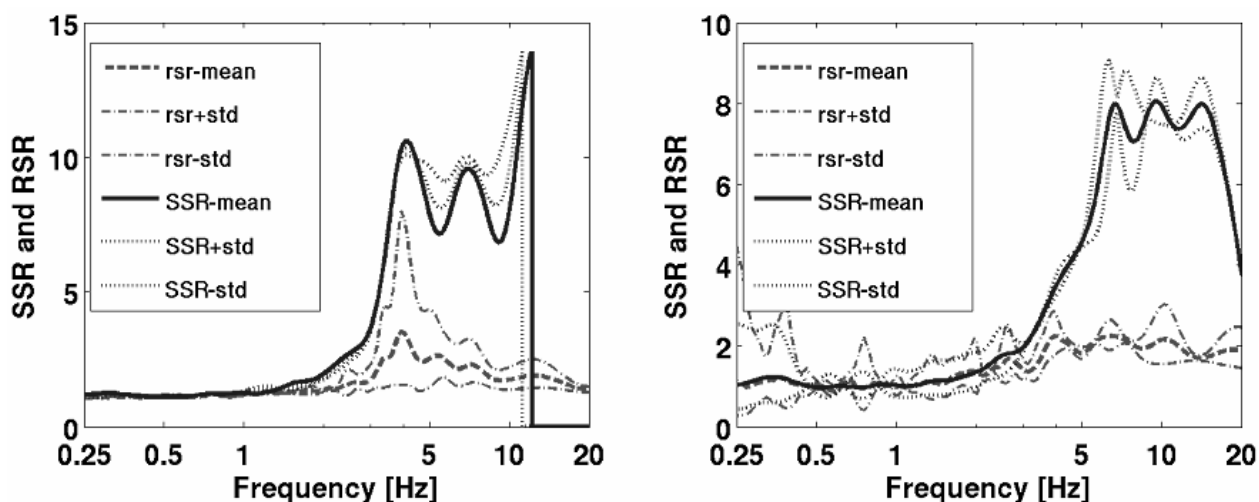 15
10
5
0
SSR and RSR
rsr-mean
rsr+std
rsr-std
SSR-mean
SSR+std
SSR-std
0.25 0.5 1 5 10 20
Frequency [Hz]
10
8
6
4
2
0
SSR and RSR
rsr-mean
rsr+std
rsr-std
SSR-mean
SSR+std
SSR-std
0.25 0.5 1 5 10 20
Frequency [Hz]